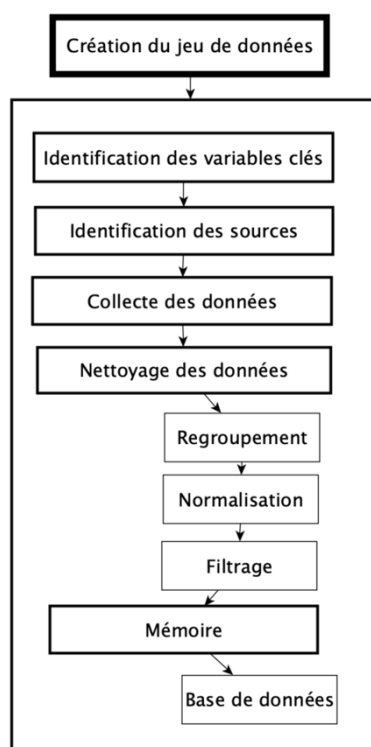 Création du jeu de données
Identification des variables clés
Identification des sources
Collecte des données
Nettoyage des données
Regroupement
Normalisation
Filtrage
Mémoire
Base de données